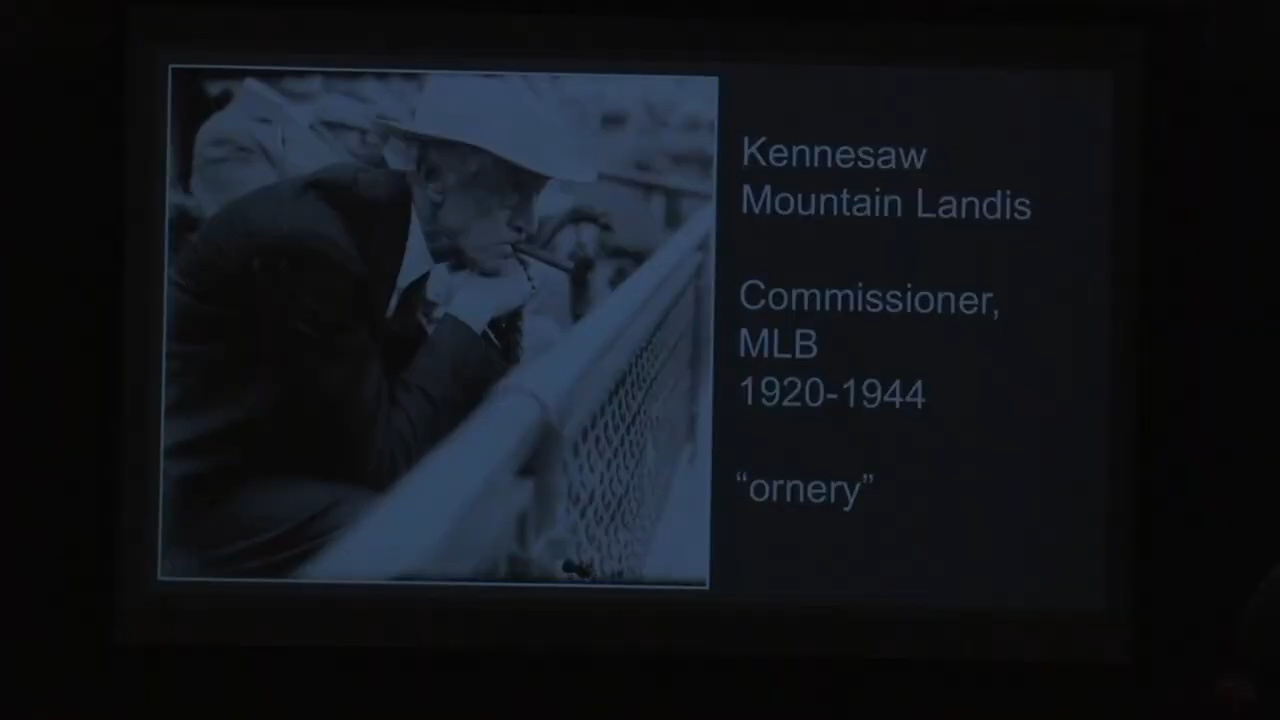 Kennesaw
Mountain Landis
Commissioner,
MLB
1920-1944
“ornery”